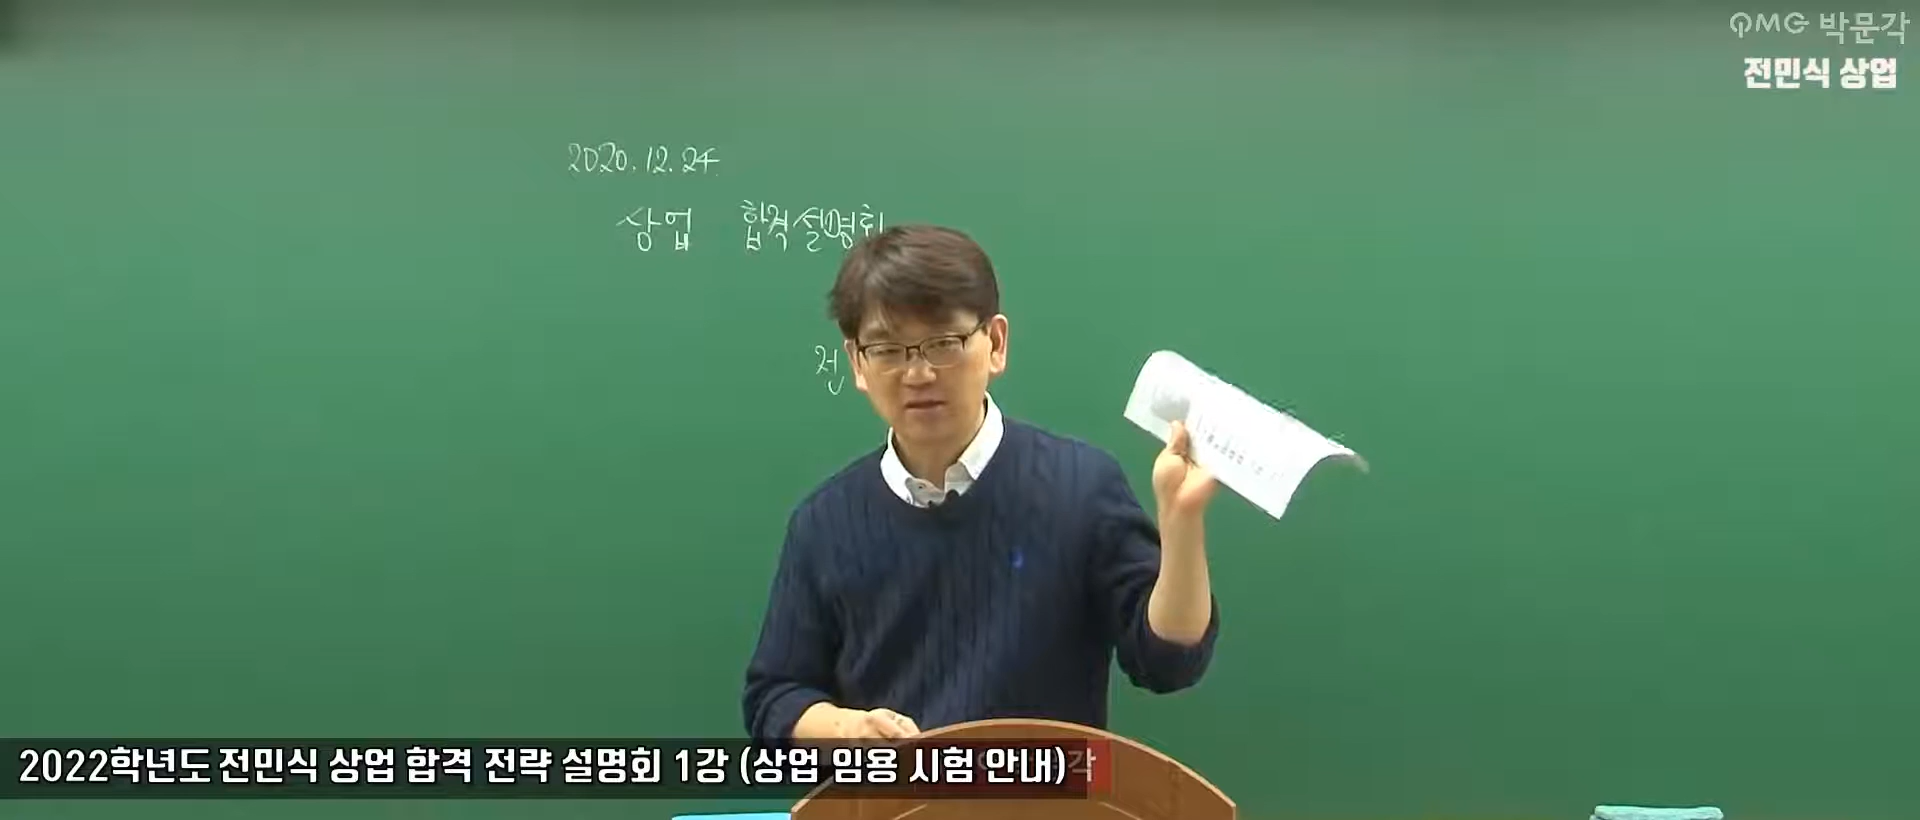 PMG 박문각
전민식 상업
2020. 12. 24.
상업 합격설명회
전
2022학년도 전민식 상업 합격 전략 설명회 1강 (상업 임용 시험 안내)
각